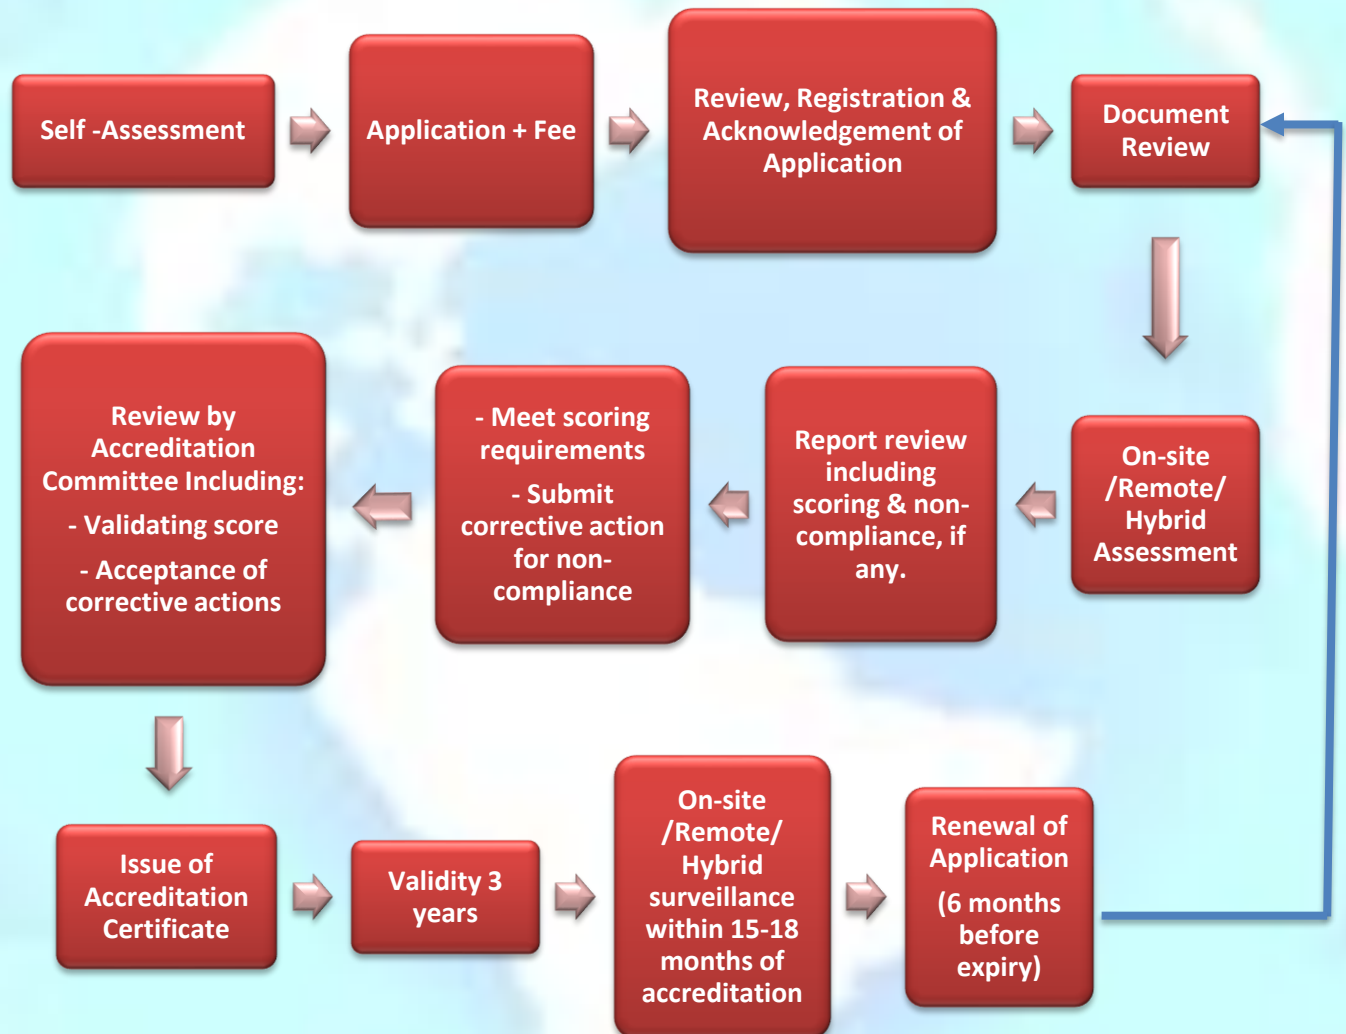 Self -Assessment
Application + Fee
Review, Registration &
Acknowledgement of
Application
Document
Review
On-site
/Remote/
Hybrid
Assessment
Report review
including
scoring & non-
compliance, if
any.
- Meet scoring
requirements
- Submit
corrective action
for non-
compliance
Review by
Accreditation
Committee Including:
- Validating score
- Acceptance of
corrective actions
Issue of
Accreditation
Certificate
Validity 3
years
On-site
/Remote/
Hybrid
surveillance
within 15-18
months of
accreditation
Renewal of
Application
(6 months
before
expiry)